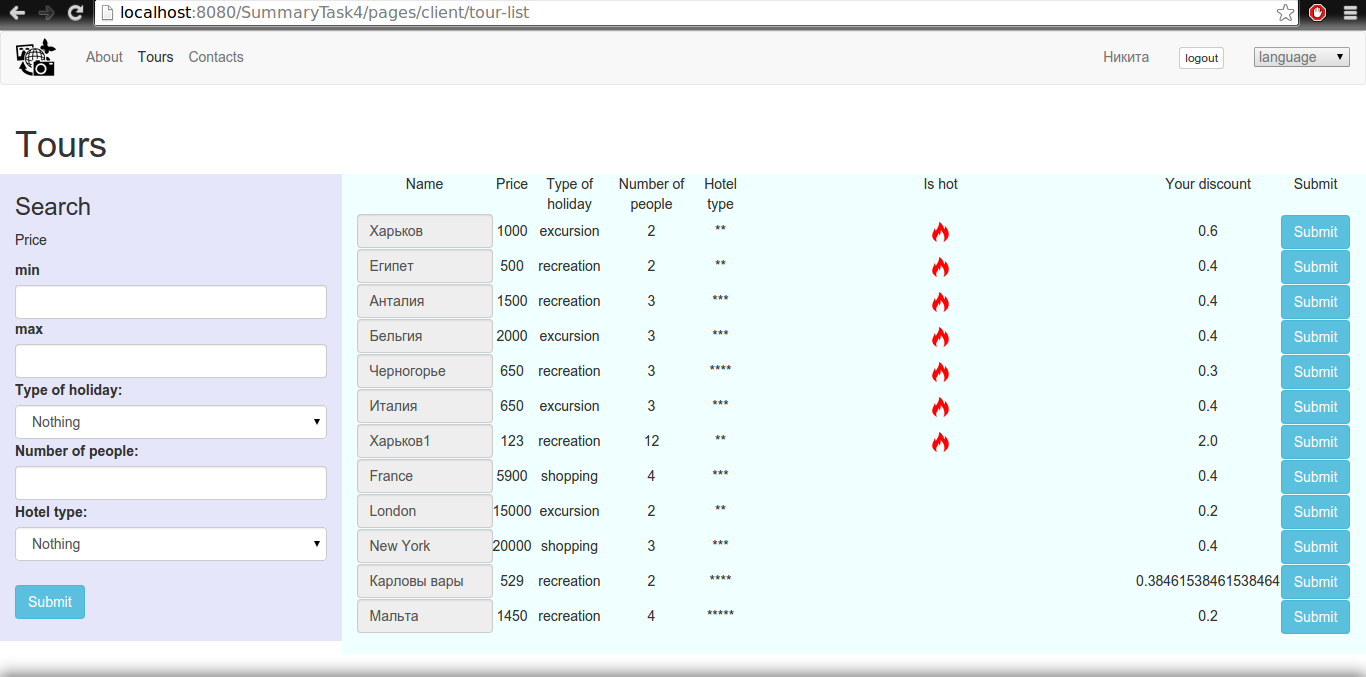 localhost:8080/SummaryTask4/pages/client/tour-list
About Tours Contacts Никита logout language
Tours
Search
Price
min
max
Type of holiday:
Nothing
Number of people:
Hotel type:
Nothing
Submit
Name Price Type of holiday Number of people Hotel type Is hot Your discount Submit
Харьков 1000 excursion 2 ** 0.6 Submit
Египет 500 recreation 2 ** 0.4 Submit
Анталия 1500 recreation 3 *** 0.4 Submit
Бельгия 2000 excursion 3 *** 0.4 Submit
Черногорье 650 recreation 3 **** 0.3 Submit
Италия 650 excursion 3 *** 0.4 Submit
Харьков1 123 recreation 12 ** 2.0 Submit
France 5900 shopping 4 *** 0.4 Submit
London 15000 excursion 2 ** 0.2 Submit
New York 20000 shopping 3 *** 0.4 Submit
Карловы вары 529 recreation 2 **** 0.38461538461538464 Submit
Мальта 1450 recreation 4 ***** 0.2 Submit